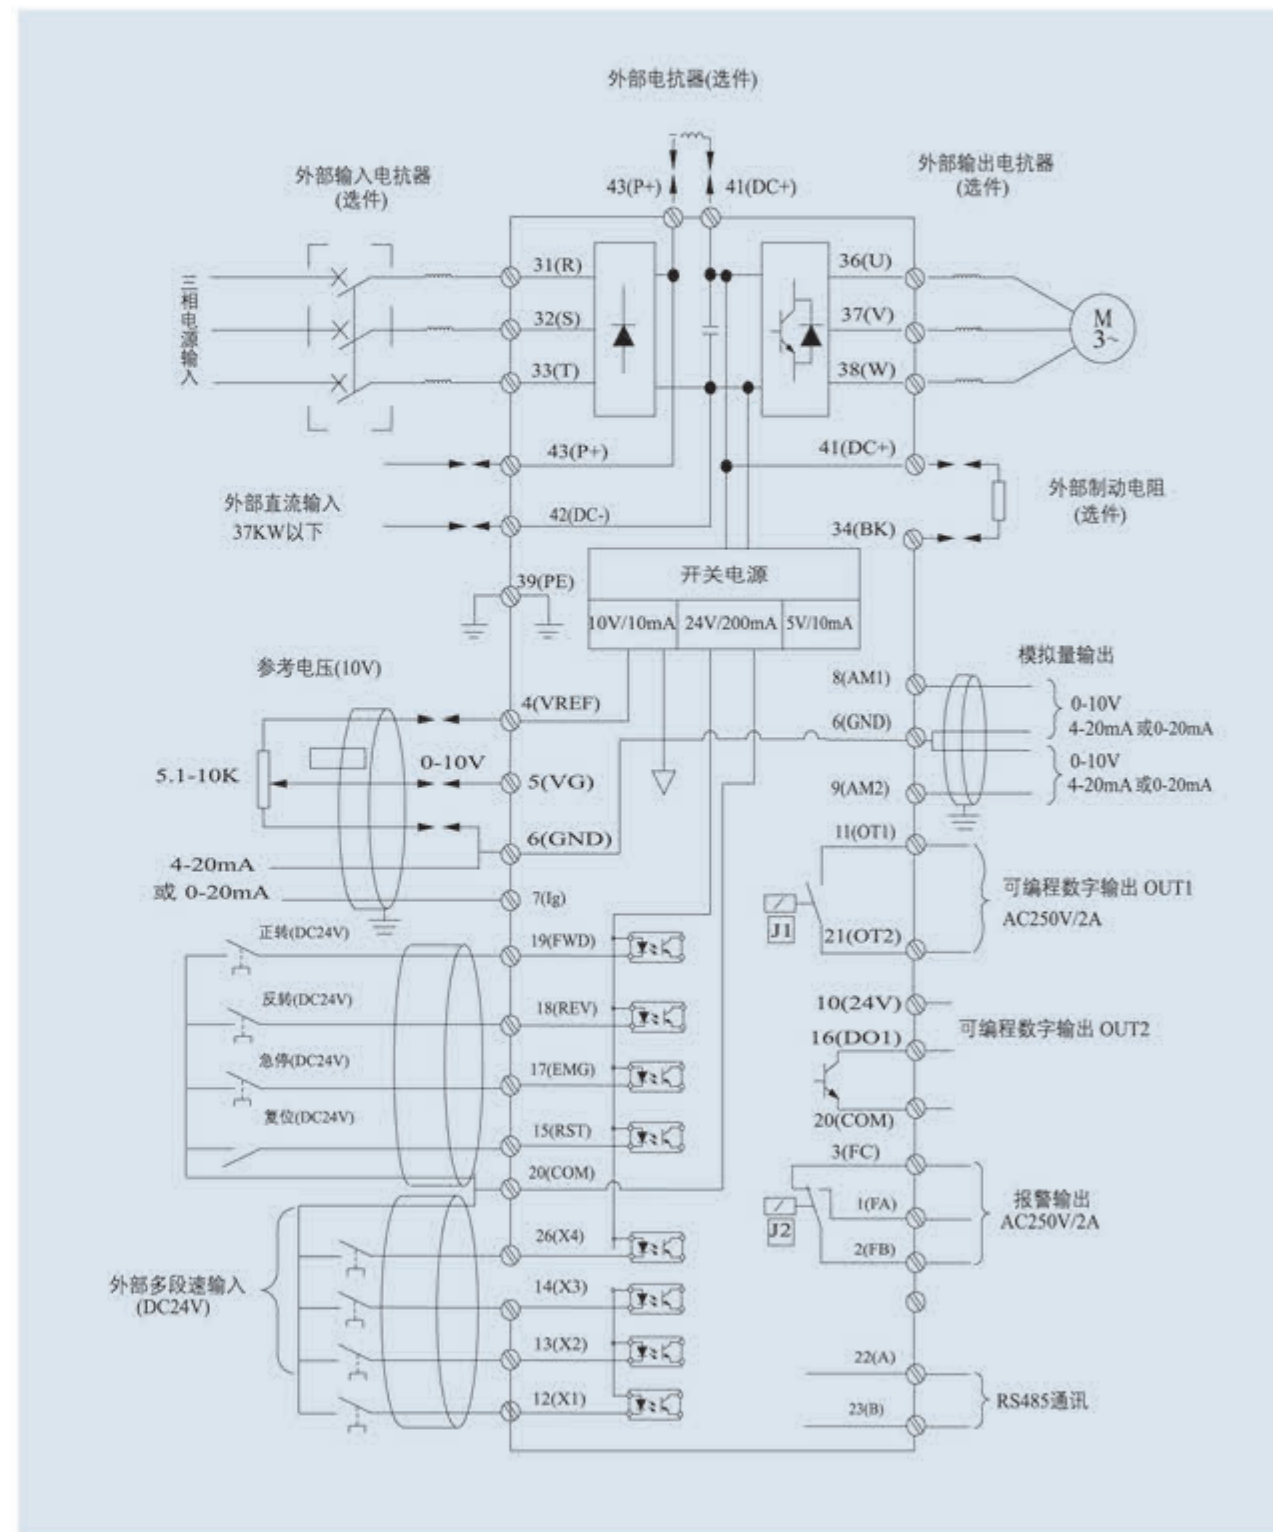 外部电抗器(选件)
外部输入电抗器
(选件)
43(P+)
41(DC+)
外部输出电抗器
(选件)
三相电源输入
31(R)
32(S)
33(T)
36(U)
37(V)
38(W)
M
3~
43(P+)
41(DC+)
外部直流输入
37KW以下
42(DC-)
34(BK)
外部制动电阻
(选件)
39(PE)
开关电源
10V/10mA
24V/200mA
5V/10mA
参考电压(10V)
4(VREF)
5.1-10K
0-10V
5(VG)
6(GND)
4-20mA
或 0-20mA
7(Ig)
模拟量输出
8(AM1)
6(GND)
9(AM2)
0-10V
4-20mA 或0-20mA
0-10V
4-20mA 或0-20mA
11(OT1)
J1
21(OT2)
可编程数字输出 OUT1
AC250V/2A
正转(DC24V)
19(FWD)
反转(DC24V)
18(REV)
急停(DC24V)
17(EMG)
复位(DC24V)
15(RST)
20(COM)
10(24V)
16(DO1)
可编程数字输出 OUT2
20(COM)
3(FC)
1(FA)
J2
2(FB)
报警输出
AC250V/2A
外部多段速输入
(DC24V)
26(X4)
14(X3)
13(X2)
12(X1)
22(A)
23(B)
RS485通讯